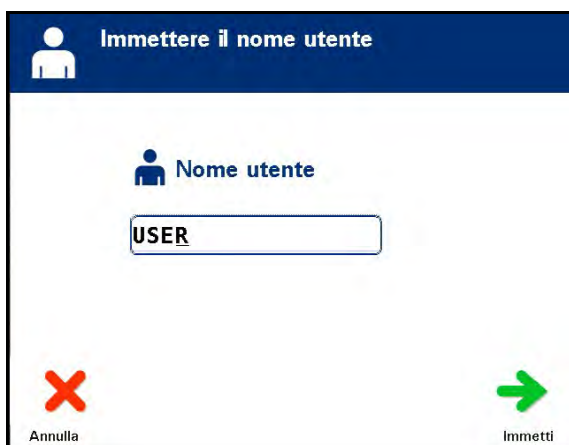 Immettere il nome utente
Nome utente
USER
Annulla
Immetti